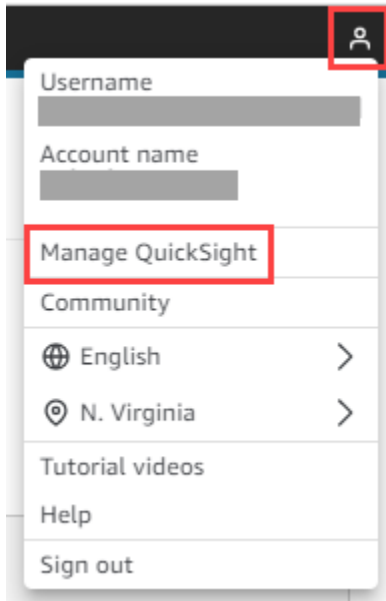 Username
Account name
Manage QuickSight
Community
English
N. Virginia
Tutorial videos
Help
Sign out